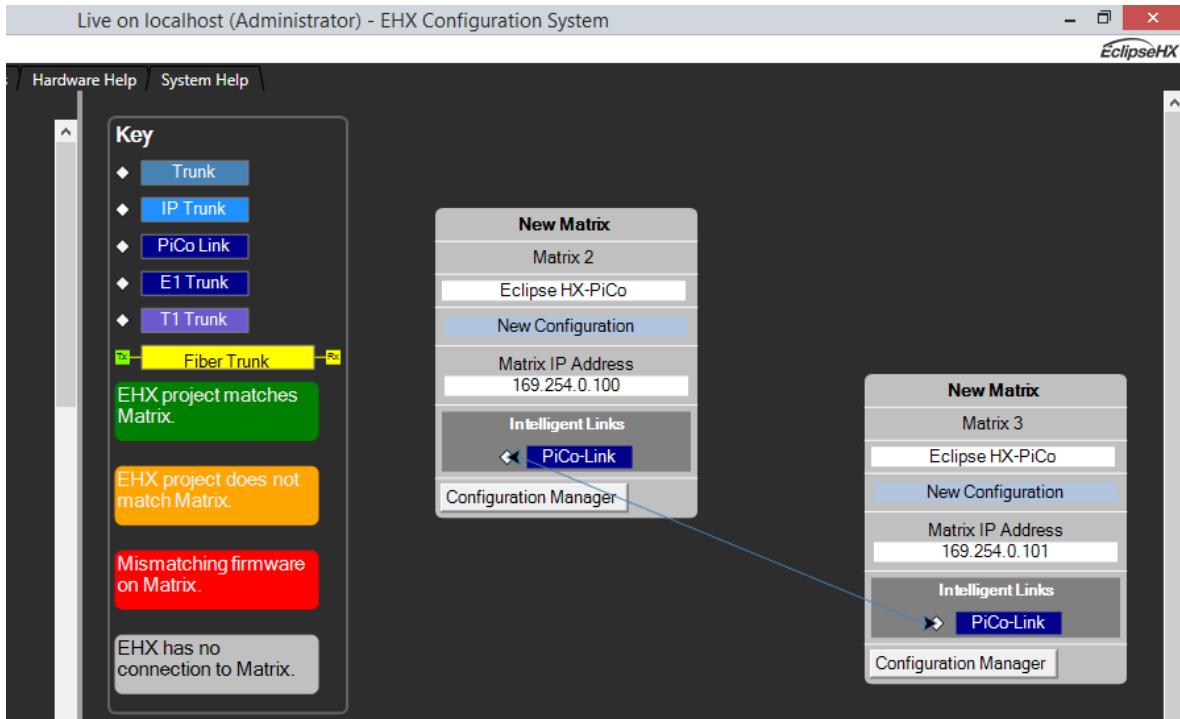 Live on localhost (Administrator) - EHX Configuration System
EclipseHX
Hardware Help
System Help
Key
Trunk
IP Trunk
PiCo Link
E1 Trunk
T1 Trunk
Tx
Fiber Trunk
Rx
EHX project matches
Matrix.
EHX project does not
match Matrix.
Mismatching firmware
on Matrix.
EHX has no
connection to Matrix.
New Matrix
Matrix 2
Eclipse HX-PiCo
New Configuration
Matrix IP Address
169.254.0.100
Intelligent Links
PiCo-Link
Configuration Manager
New Matrix
Matrix 3
Eclipse HX-PiCo
New Configuration
Matrix IP Address
169.254.0.101
Intelligent Links
PiCo-Link
Configuration Manager